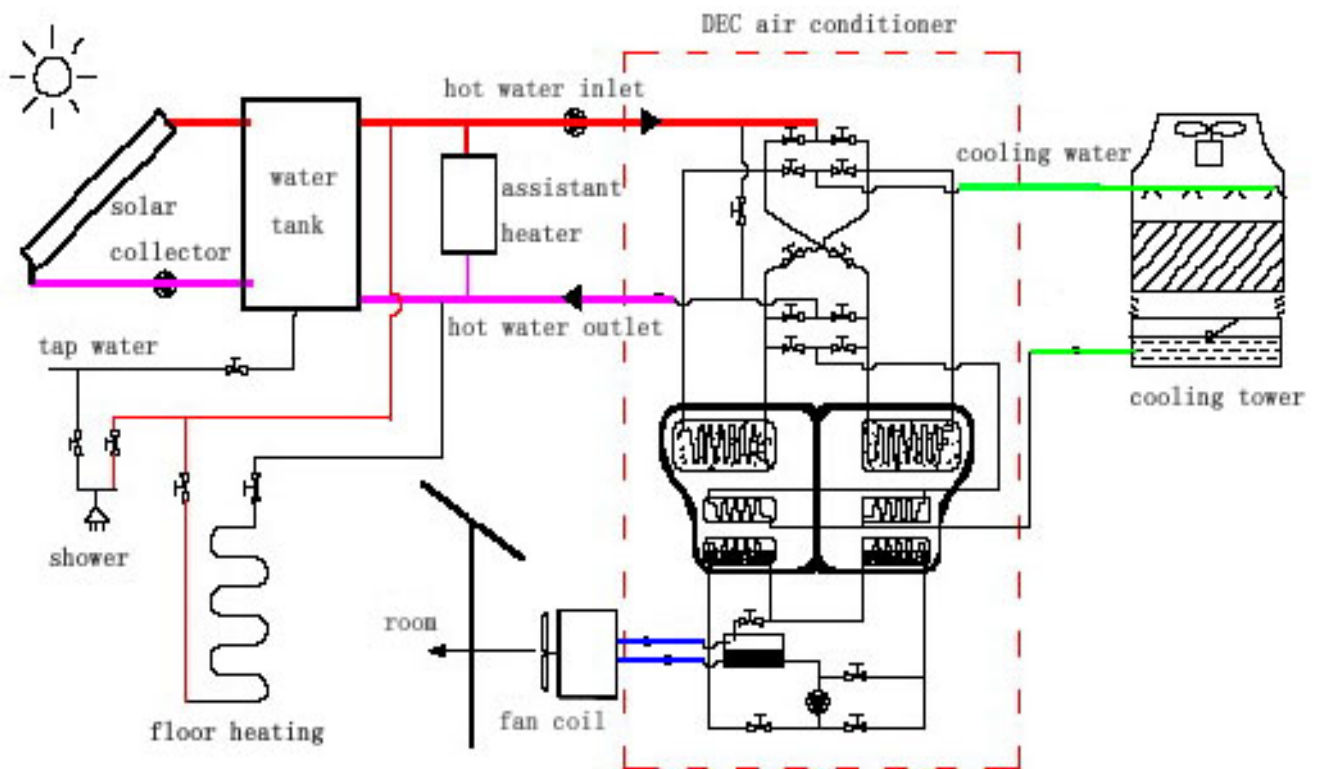 DEC air conditioner
hot water inlet
cooling water
water
tank
assistant
heater
solar
collector
hot water outlet
tap water
cooling tower
shower
room
fan coil
floor heating